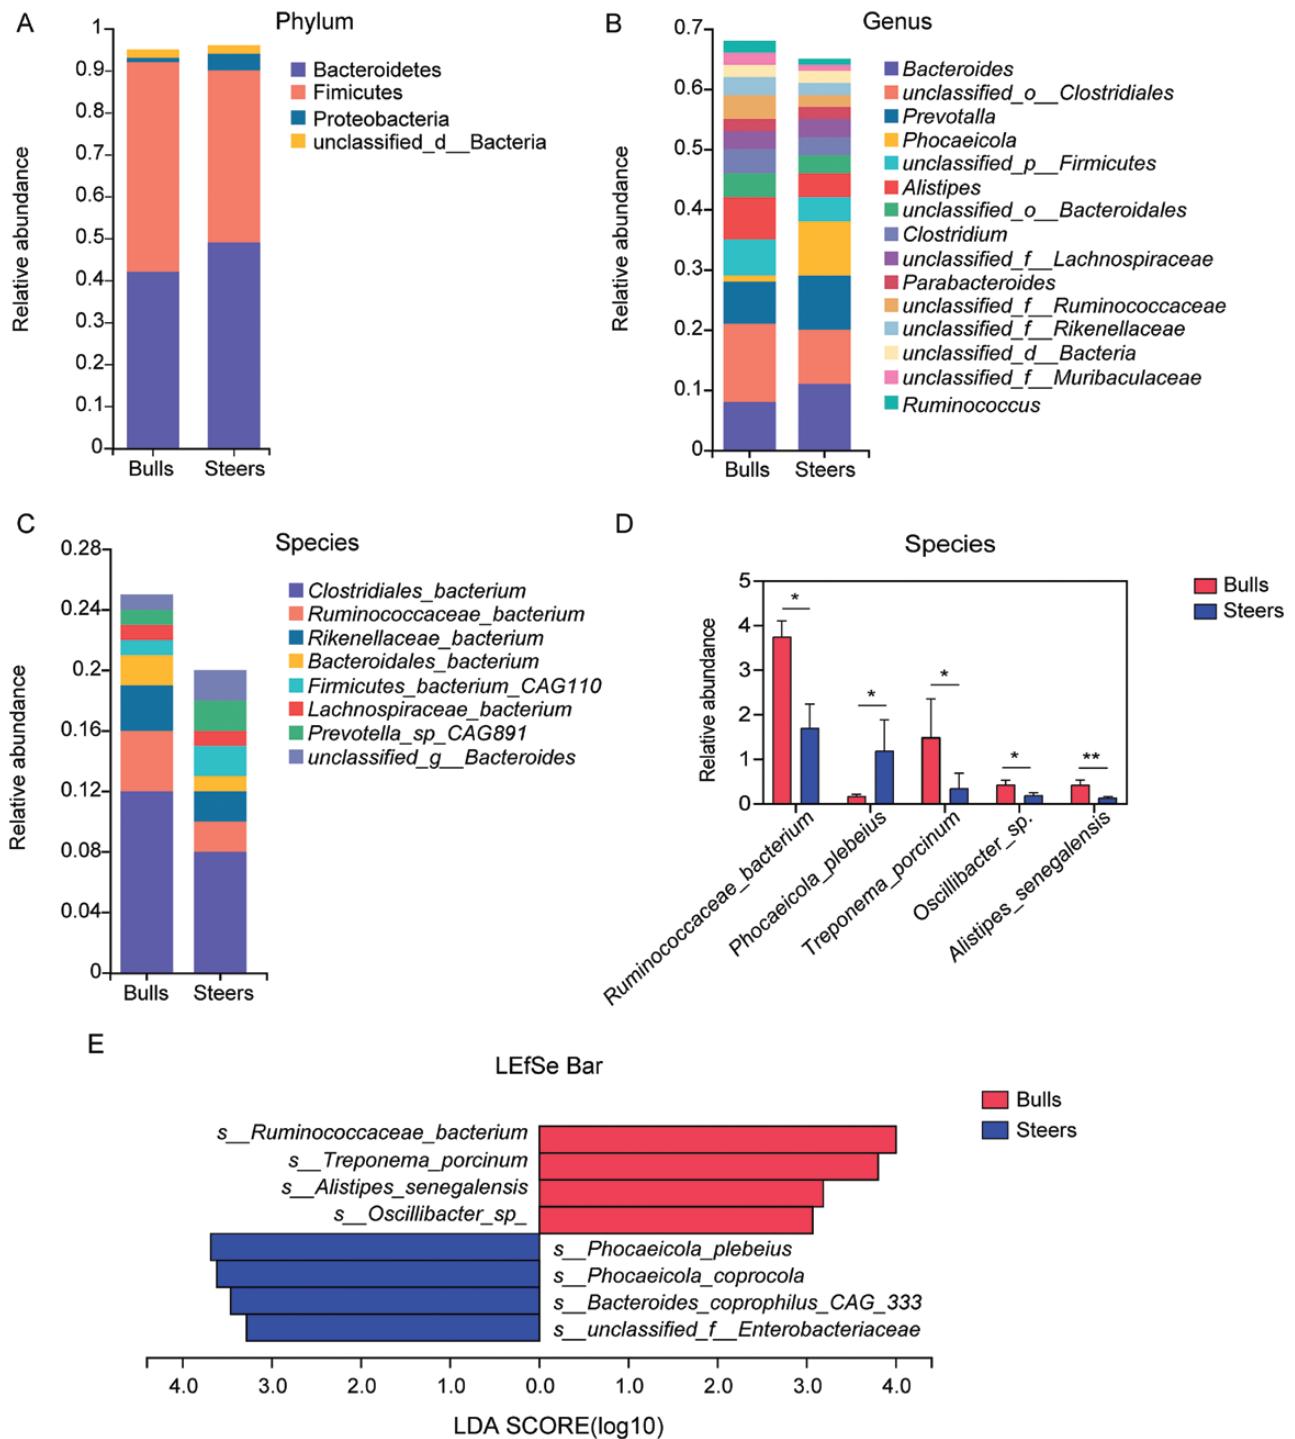 A
Phylum
Relative abundance
1
0.9
0.8
0.7
0.6
0.5
0.4
0.3
0.2
0.1
0
Bulls
Steers
Bacteroidetes
Fimicutes
Proteobacteria
unclassified_d__Bacteria
B
Genus
Relative abundance
0.7
0.6
0.5
0.4
0.3
0.2
0.1
0
Bulls
Steers
Bacteroides
unclassified_o__Clostridiales
Prevotalla
Phocaeicola
unclassified_p__Firmicutes
Alistipes
unclassified_o__Bacteroidales
Clostridium
unclassified_f__Lachnospiraceae
Parabacteroides
unclassified_f__Ruminococcaceae
unclassified_f__Rikenellaceae
unclassified_d__Bacteria
unclassified_f__Muribaculaceae
Ruminococcus
C
Species
Relative abundance
0.28
0.24
0.2
0.16
0.12
0.08
0.04
0
Bulls
Steers
Clostridiales_bacterium
Ruminococcaceae_bacterium
Rikenellaceae_bacterium
Bacteroidales_bacterium
Firmicutes_bacterium_CAG110
Lachnospiraceae_bacterium
Prevotella_sp_CAG891
unclassified_g__Bacteroides
D
Species
Relative abundance
5
4
3
2
1
0
*
*
*
*
**
Ruminococcaceae_bacterium
Phocaeicola_plebeius
Treponema_porcinum
Oscillibacter_sp.
Alistipes_senegalensis
Bulls
Steers
E
LEfSe Bar
Bulls
Steers
s__Ruminococcaceae_bacterium
s__Treponema_porcinum
s__Alistipes_senegalensis
s__Oscillibacter_sp_
s__Phocaeicola_plebeius
s__Phocaeicola_coprocola
s__Bacteroides_coprophilus_CAG_333
s__unclassified_f__Enterobacteriaceae
4.0 3.0 2.0 1.0 0.0 1.0 2.0 3.0 4.0
LDA SCORE(log10)